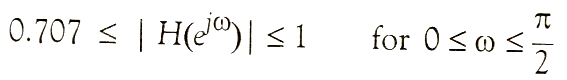 0.707 ≤ | H(e^{jω})| ≤ 1 for 0 ≤ ω ≤ π/2